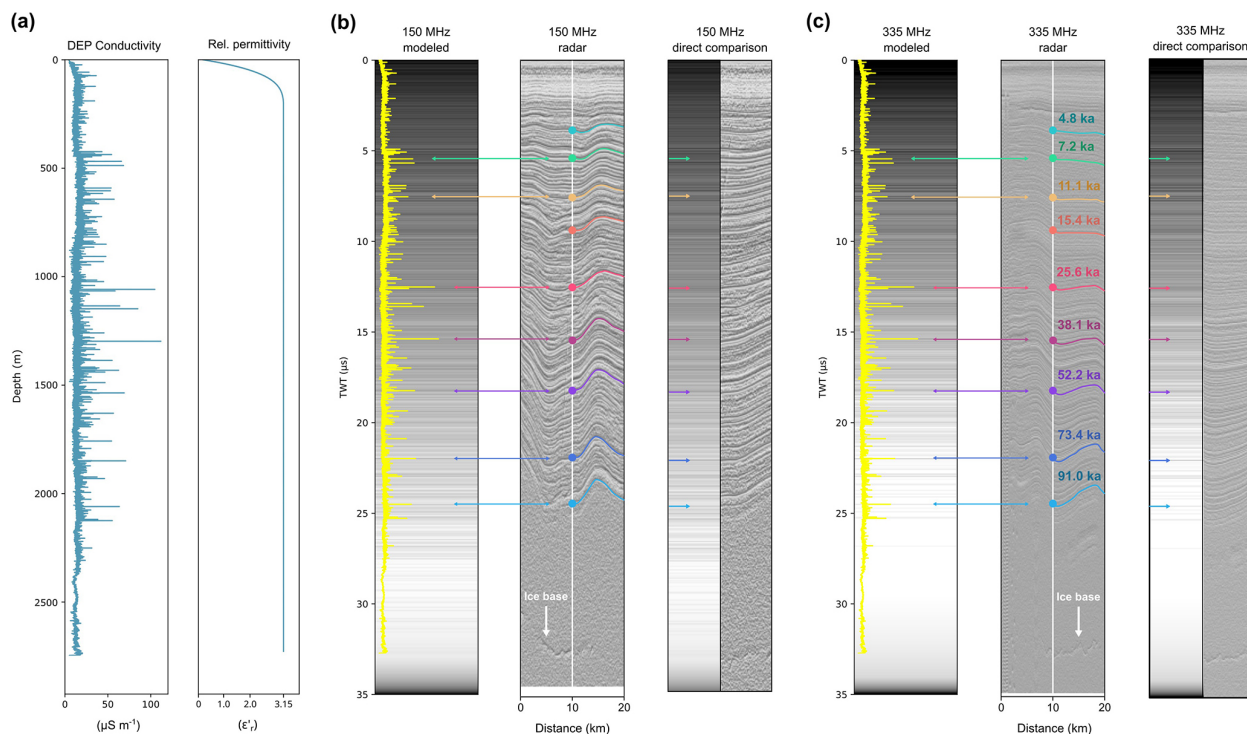 (a)
DEP Conductivity
Rel. permittivity
0
500
1000
1500
2000
2500
Depth (m)
0
50
100
(µS m⁻¹)
0
1.0
2.0
3.15
(ε'r)
(b)
150 MHz
modeled
150 MHz
radar
150 MHz
direct comparison
0
5
10
15
20
25
30
35
TWT (µs)
Ice base
0
10
20
Distance (km)
(c)
335 MHz
modeled
335 MHz
radar
335 MHz
direct comparison
0
5
10
15
20
25
30
35
TWT (µs)
4.8 ka
7.2 ka
11.1 ka
15.4 ka
25.6 ka
38.1 ka
52.2 ka
73.4 ka
91.0 ka
Ice base
0
10
20
Distance (km)